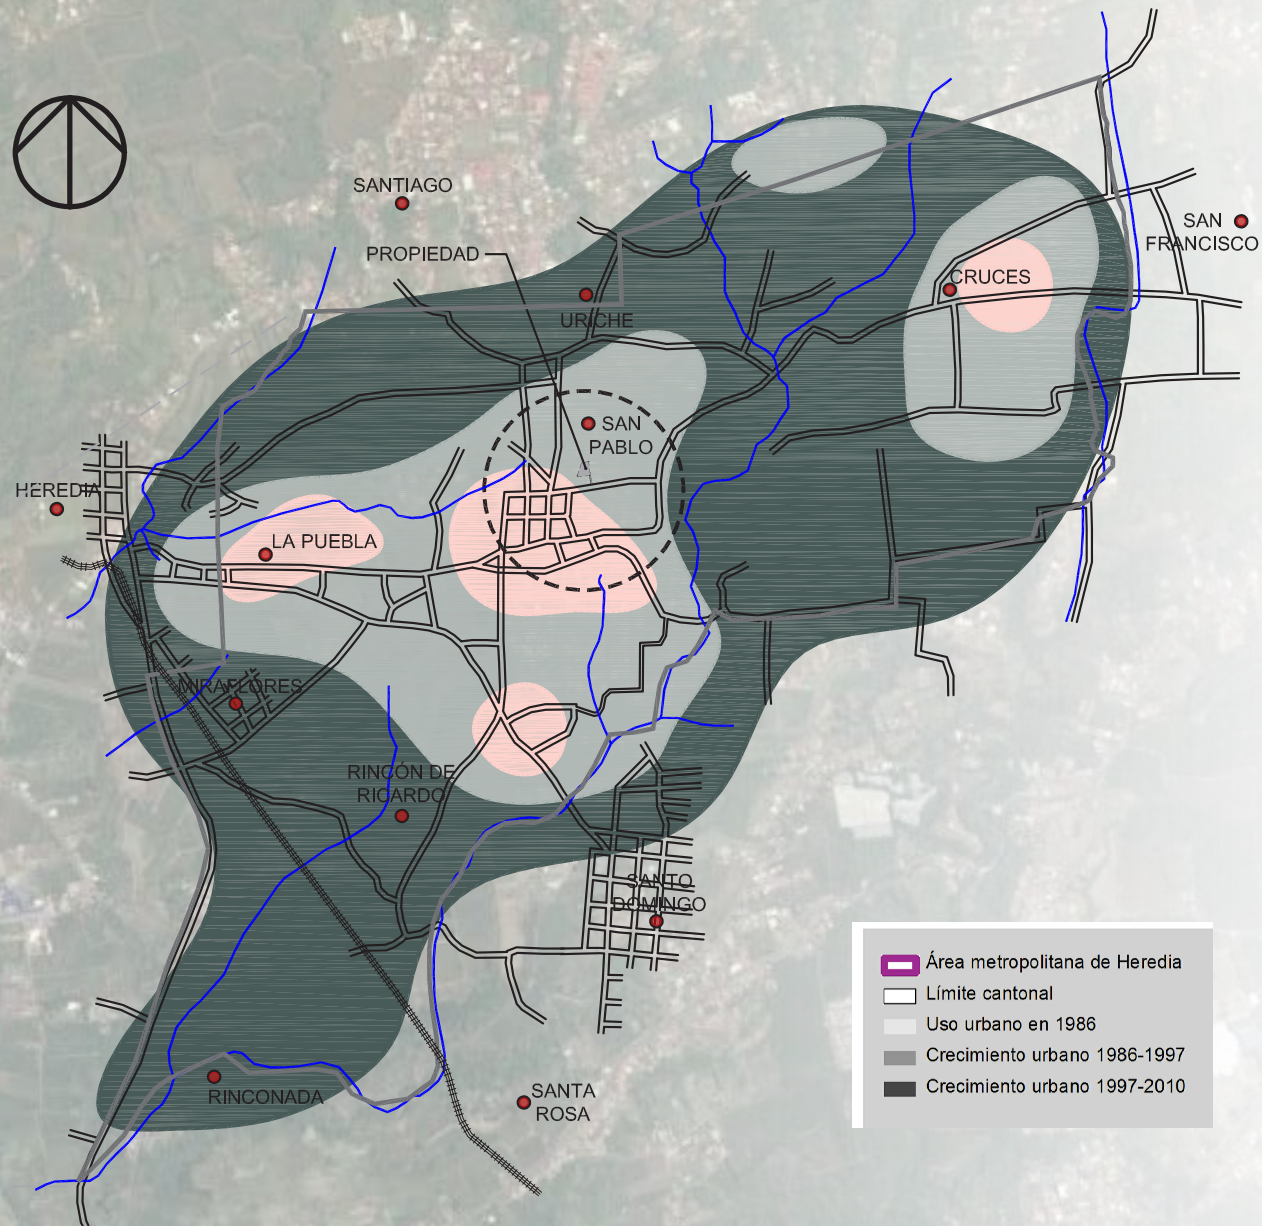 SANTIAGO
SAN
FRANCISCO
PROPIEDAD
CRUCES
URICHE
SAN
PABLO
HEREDIA
LA PUEBLA
MIRAFLORES
RINCÓN DE
RICARDO
SANTO
DOMINGO
RINCONADA
SANTA
ROSA
Área metropolitana de Heredia
Límite cantonal
Uso urbano en 1986
Crecimiento urbano 1986-1997
Crecimiento urbano 1997-2010